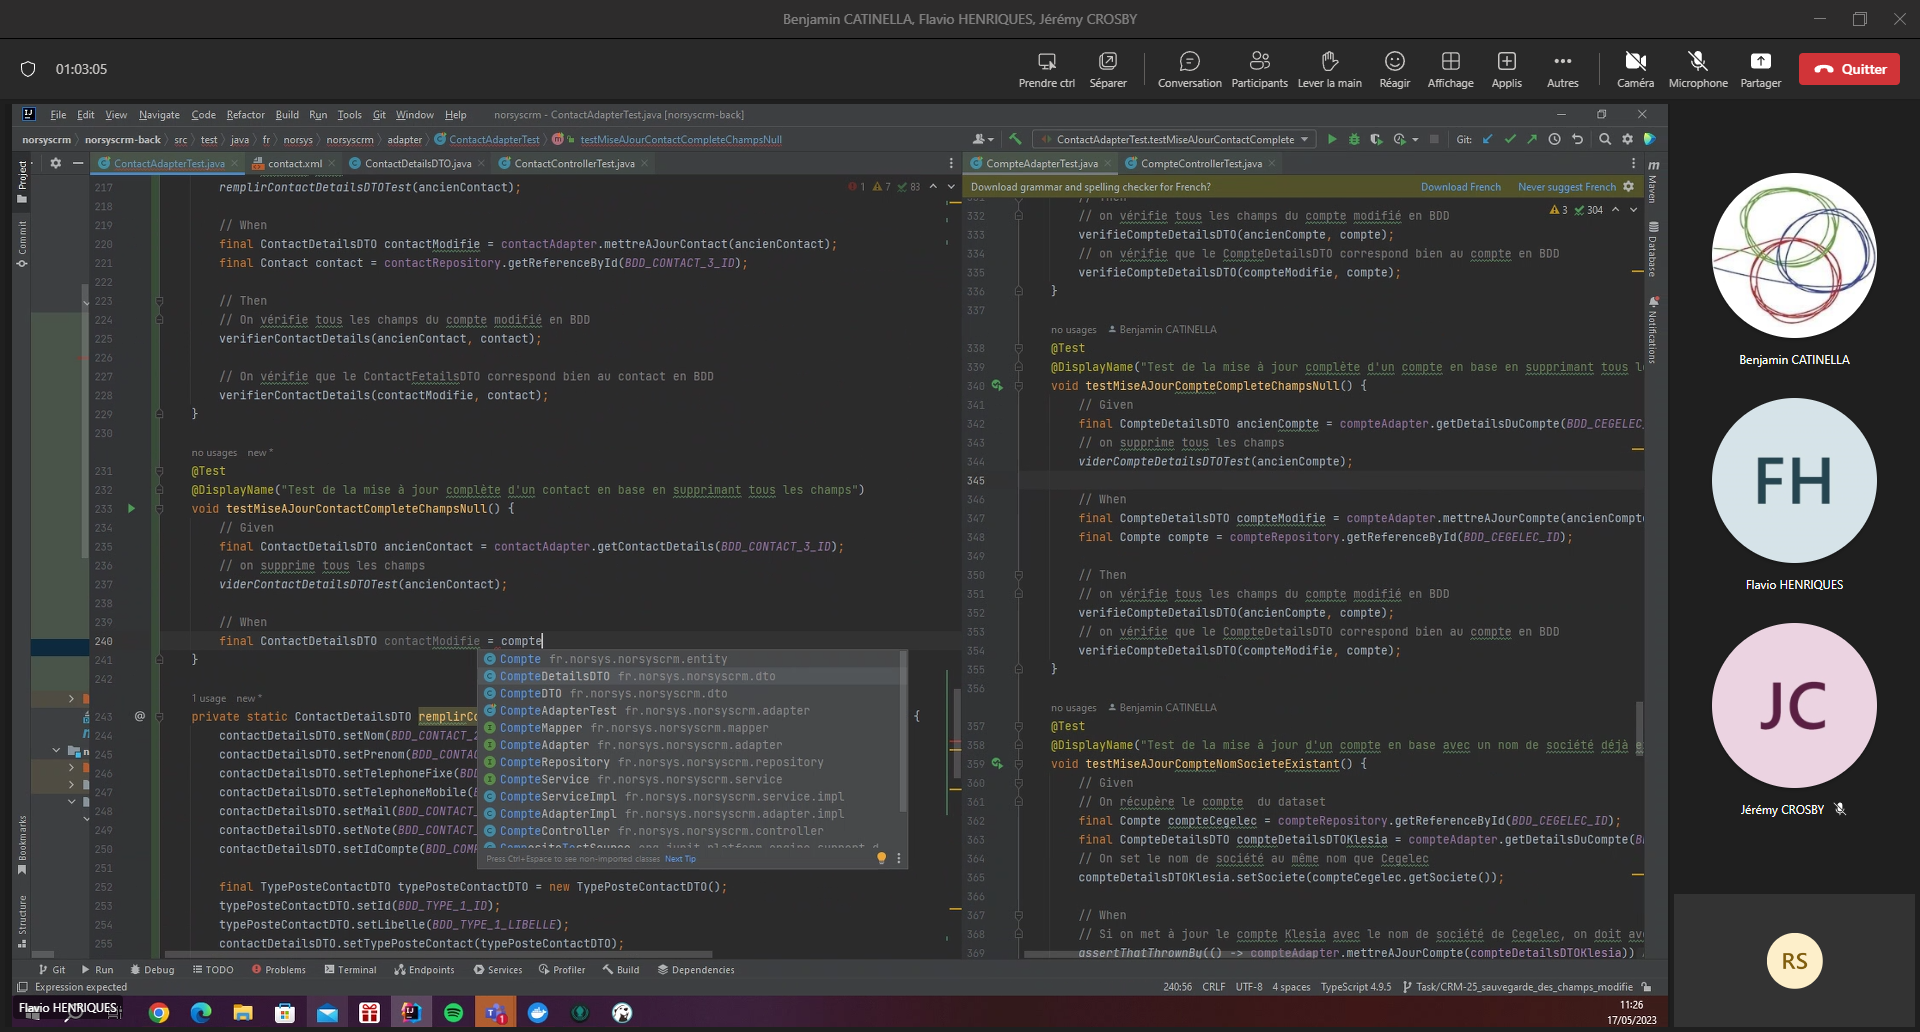 Benjamin CATINELLA, Flavio HENRIQUES, Jérémy CROSBY
01:03:05
Prendre ctrl Séparer Conversation Participants Lever la main Réagir Affichage Applis Autres Caméra Microphone Partager Quitter
File Edit View Navigate Code Refactor Build Run Tools Git Window Help norsyscrm - ContactAdapterTest.java [norsyscrm-back]
norsyscrm norsyscrm-back src test java fr norsys norsyscrm adapter ContactAdapterTest testMiseAJourContactCompleteChampsNull
ContactAdapterTest.testMiseAJourContactComplete Git:
Project
Commit
Bookmarks
Structure
ContactAdapterTest.java contact.xml ContactDetailsDTO.java ContactControllerTest.java
1 7 83
217 remplirContactDetailsDTOTest(ancienContact);
218
219 // When
220 final ContactDetailsDTO contactModifie = contactAdapter.mettreAJourContact(ancienContact);
221 final Contact contact = contactRepository.getReferenceById(BDD_CONTACT_3_ID);
222
223 // Then
224 // On vérifie tous les champs du compte modifié en BDD
225 verifierContactDetails(ancienContact, contact);
226
227 // On vérifie que le ContactFetailsDTO correspond bien au contact en BDD
228 verifierContactDetails(contactModifie, contact);
229 }
230
no usages new *
231 @Test
232 @DisplayName("Test de la mise à jour complète d'un contact en base en supprimant tous les champs")
233 void testMiseAJourContactCompleteChampsNull() {
234 // Given
235 final ContactDetailsDTO ancienContact = contactAdapter.getContactDetails(BDD_CONTACT_3_ID);
236 // on supprime tous les champs
237 viderContactDetailsDTOTest(ancienContact);
238
239 // When
240 final ContactDetailsDTO contactModifie = compte
241 }
242
1 usage new *
243 @ private static ContactDetailsDTO remplirCo {
244 contactDetailsDTO.setNom(BDD_CONTACT_2
245 contactDetailsDTO.setPrenom(BDD_CONTAC
246 contactDetailsDTO.setTelephoneFixe(BDD
247 contactDetailsDTO.setTelephoneMobile(B
248 contactDetailsDTO.setMail(BDD_CONTACT_
249 contactDetailsDTO.setNote(BDD_CONTACT_
250 contactDetailsDTO.setIdCompte(BDD_COMP
251
252 final TypePosteContactDTO typePosteContactDTO = new TypePosteContactDTO();
253 typePosteContactDTO.setId(BDD_TYPE_1_ID);
254 typePosteContactDTO.setLibelle(BDD_TYPE_1_LIBELLE);
255 contactDetailsDTO.setTypePosteContact(typePosteContactDTO);
Compte fr.norsys.norsyscrm.entity
CompteDetailsDTO fr.norsys.norsyscrm.dto
CompteDTO fr.norsys.norsyscrm.dto
CompteAdapterTest fr.norsys.norsyscrm.adapter
CompteMapper fr.norsys.norsyscrm.mapper
CompteAdapter fr.norsys.norsyscrm.adapter
CompteRepository fr.norsys.norsyscrm.repository
CompteService fr.norsys.norsyscrm.service
CompteServiceImpl fr.norsys.norsyscrm.service.impl
CompteAdapterImpl fr.norsys.norsyscrm.adapter.impl
CompteController fr.norsys.norsyscrm.controller
Press Ctrl+Espace to see non-imported classes Next Tip
CompteAdapterTest.java CompteControllerTest.java
Download grammar and spelling checker for French? Download French Never suggest French
3 304
// Then
332 // on vérifie tous les champs du compte modifié en BDD
333 verifieCompteDetailsDTO(ancienCompte, compte);
334 // on vérifie que le CompteDetailsDTO correspond bien au compte en BDD
335 verifieCompteDetailsDTO(compteModifie, compte);
336 }
337
no usages Benjamin CATINELLA
338 @Test
339 @DisplayName("Test de la mise à jour complète d'un compte en base en supprimant tous l
340 void testMiseAJourCompteCompleteChampsNull() {
341 // Given
342 final CompteDetailsDTO ancienCompte = compteAdapter.getDetailsDuCompte(BDD_CEGELEC_
343 // on supprime tous les champs
344 viderCompteDetailsDTOTest(ancienCompte);
345
346 // When
347 final CompteDetailsDTO compteModifie = compteAdapter.mettreAJourCompte(ancienCompt
348 final Compte compte = compteRepository.getReferenceById(BDD_CEGELEC_ID);
349
350 // Then
351 // on vérifie tous les champs du compte modifié en BDD
352 verifieCompteDetailsDTO(ancienCompte, compte);
353 // on vérifie que le CompteDetailsDTO correspond bien au compte en BDD
354 verifieCompteDetailsDTO(compteModifie, compte);
355 }
356
no usages Benjamin CATINELLA
357 @Test
358 @DisplayName("Test de la mise à jour d'un compte en base avec un nom de société déjà e
359 void testMiseAJourCompteNomSocieteExistant() {
360 // Given
361 // On récupère le compte du dataset
362 final Compte compteCegelec = compteRepository.getReferenceById(BDD_CEGELEC_ID);
363 final CompteDetailsDTO compteDetailsDTOKlesia = compteAdapter.getDetailsDuCompte(B
364 // On set le nom de société au même nom que Cegelec
365 compteDetailsDTOKlesia.setSociete(compteCegelec.getSociete());
366
367 // When
368 // Si on met à jour le compte Klesia avec le nom de société de Cegelec, on doit av
369 assertThatThrownBy(() -> compteAdapter.mettreAJourCompte(compteDetailsDTOKlesia))
Maven
Database
Notifications
Benjamin CATINELLA
FH
Flavio HENRIQUES
JC
Jérémy CROSBY
RS
Git Run Debug TODO Problems Terminal Endpoints Services Profiler Build Dependencies
Expression expected 240:56 CRLF UTF-8 4 spaces TypeScript 4.9.5 Task/CRM-25_sauvegarde_des_champs_modifie
Flavio HENRIQUES
11:26
17/05/2023